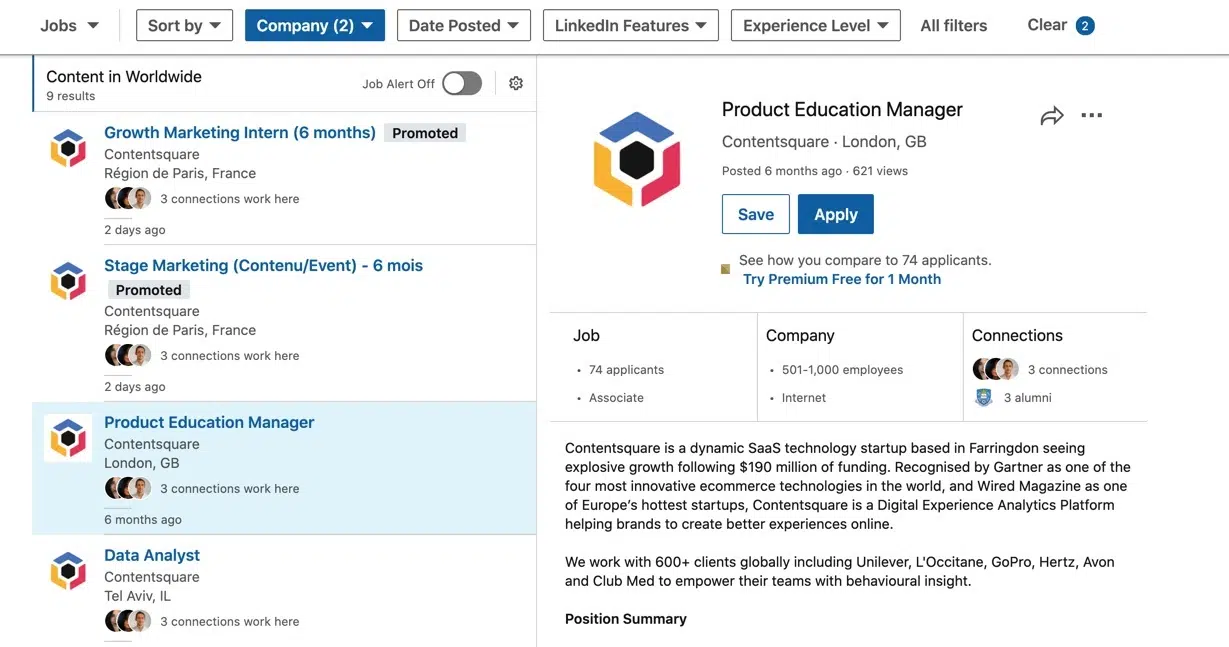 Jobs
Sort by
Company (2)
Date Posted
LinkedIn Features
Experience Level
All filters
Clear 2
Content in Worldwide
9 results
Job Alert Off
Growth Marketing Intern (6 months) Promoted
Contentsquare
Région de Paris, France
3 connections work here
2 days ago
Stage Marketing (Contenu/Event) - 6 mois
Promoted
Contentsquare
Région de Paris, France
3 connections work here
2 days ago
Product Education Manager
Contentsquare
London, GB
3 connections work here
6 months ago
Data Analyst
Contentsquare
Tel Aviv, IL
3 connections work here
Product Education Manager
Contentsquare · London, GB
Posted 6 months ago · 621 views
Save
Apply
See how you compare to 74 applicants.
Try Premium Free for 1 Month
Job
• 74 applicants
• Associate
Company
• 501-1,000 employees
• Internet
Connections
3 connections
3 alumni
Contentsquare is a dynamic SaaS technology startup based in Farringdon seeing
explosive growth following $190 million of funding. Recognised by Gartner as one of the
four most innovative ecommerce technologies in the world, and Wired Magazine as one
of Europe’s hottest startups, Contentsquare is a Digital Experience Analytics Platform
helping brands to create better experiences online.
We work with 600+ clients globally including Unilever, L'Occitane, GoPro, Hertz, Avon
and Club Med to empower their teams with behavioural insight.
Position Summary